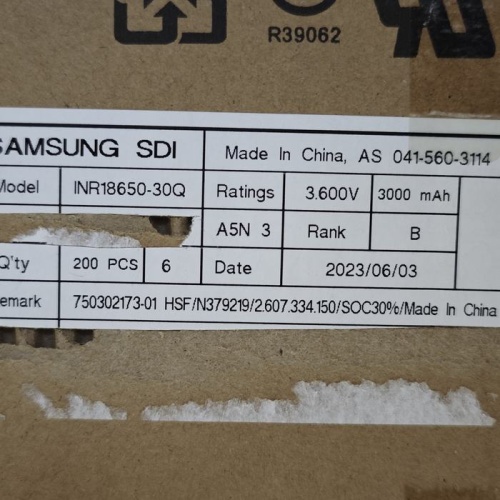 R39062
SAMSUNG SDI Made In China, AS 041-560-3114
Model INR18650-30Q Ratings 3.600V 3000 mAh
A5N 3 Rank B
Q'ty 200 PCS 6 Date 2023/06/03
emark 750302173-01 HSF/N379219/2.607.334.150/SOC30%/Made In China